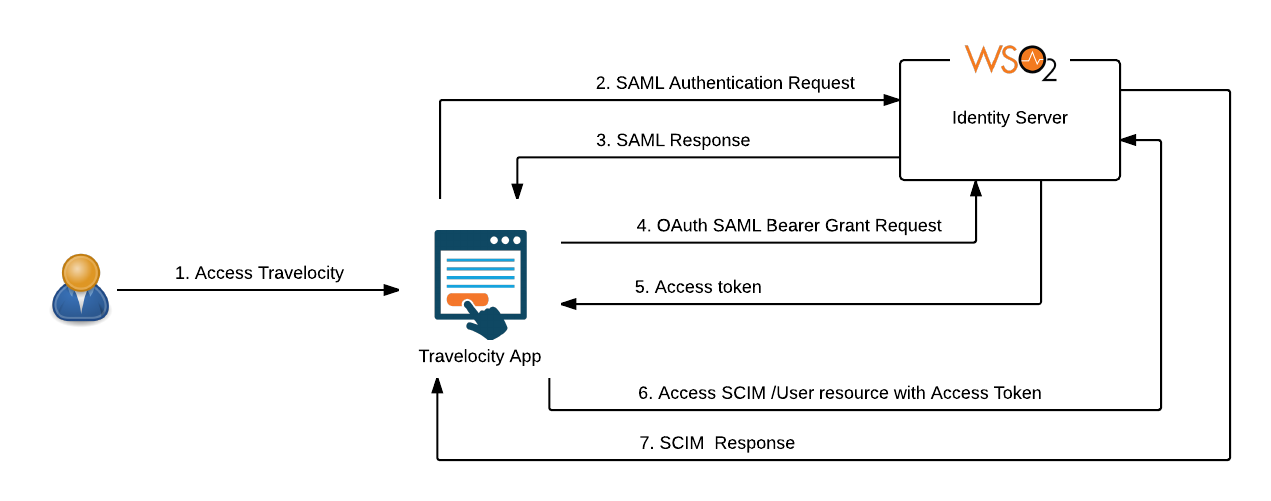 WSO2
2. SAML Authentication Request
Identity Server
3. SAML Response
4. OAuth SAML Bearer Grant Request
1. Access Travelocity
5. Access token
Travelocity App
6. Access SCIM /User resource with Access Token
7. SCIM  Response